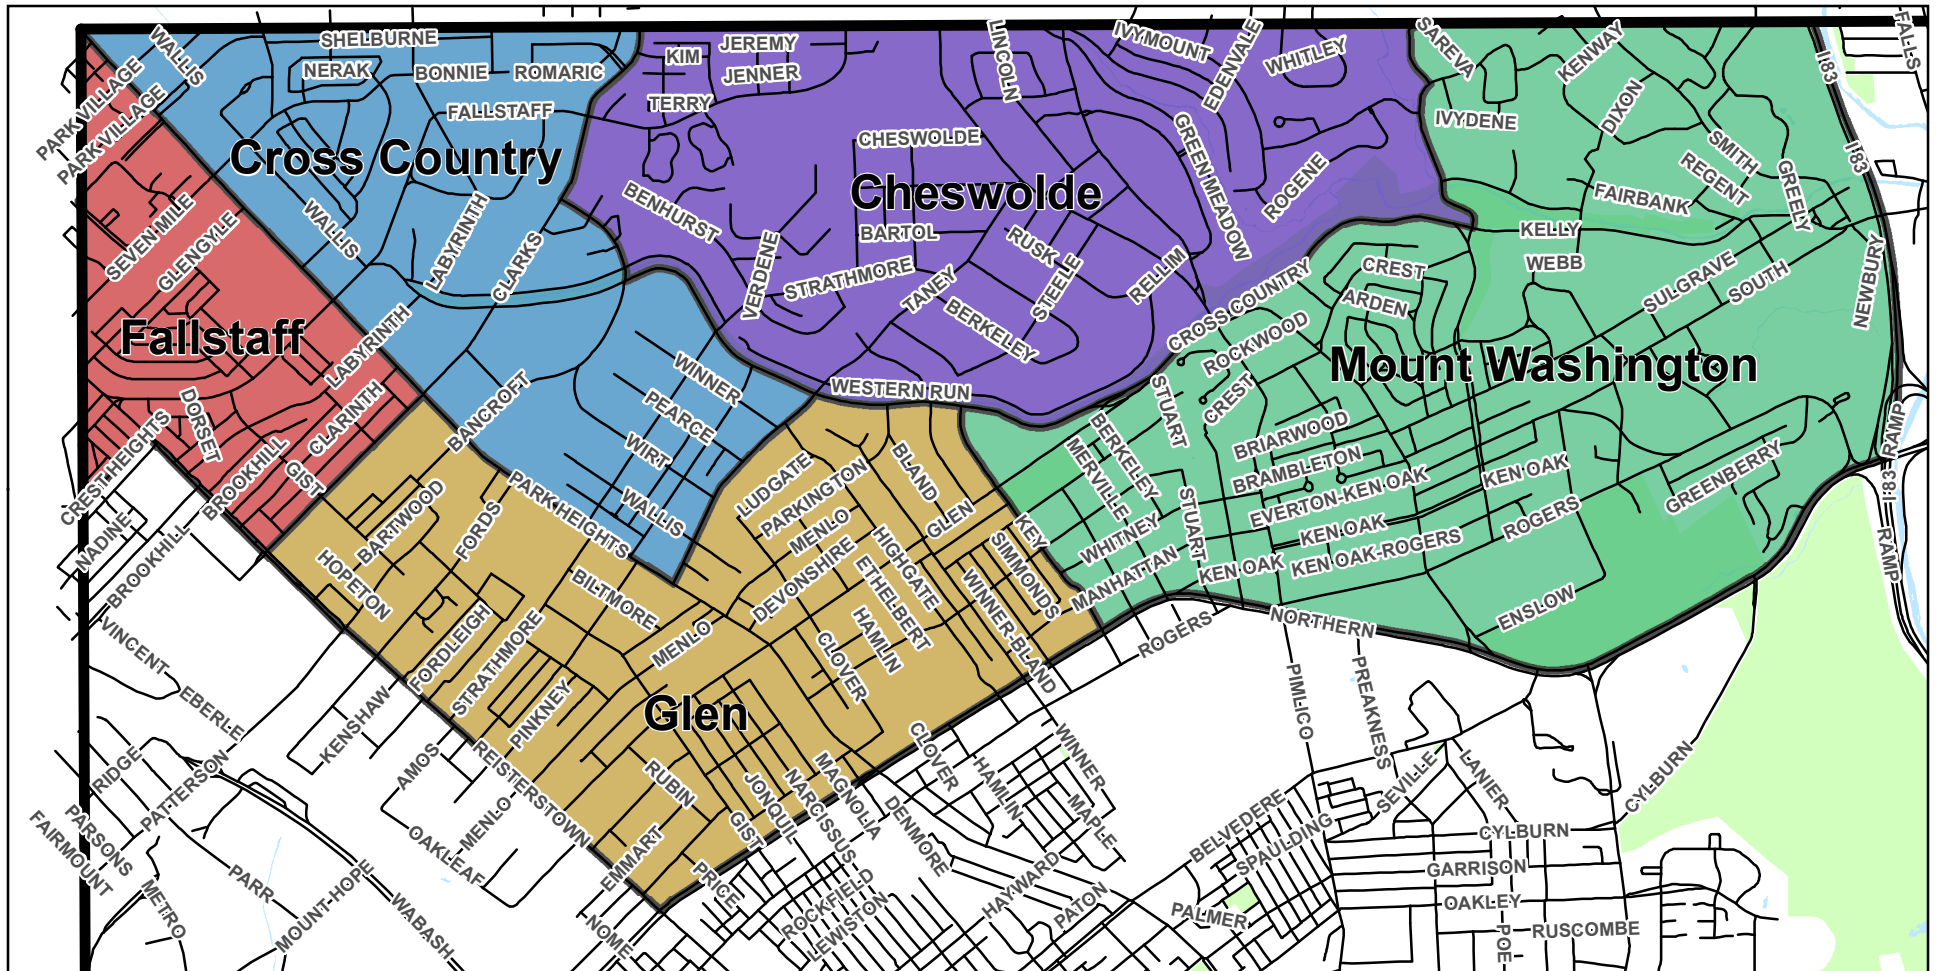 SHELBURNE
WALLIS
NERAK
BONNIE
ROMARIC
FALLSTAFF
PARK VILLAGE
PARK VILLAGE
Cross Country
WALLIS
LABYRINTH
CLARKS
SEVEN MILE
GLENGYLE
Fallstaff
LABYRINTH
CLARINTH
DORSET
BROOKHILL
GIST
CREST HEIGHTS
NADINE
BROOKHILL
BANCROFT
WINNER
PEARCE
WIRT
WALLIS
PARK HEIGHTS
KIM
JEREMY
JENNER
TERRY
LINCOLN
IVYMOUNT
EDENVALE
WHITLEY
CHESWOLDE
GREEN MEADOW
ROGENE
Cheswolde
BENHURST
BARTOL
VERDENE
STRATHMORE
TANEY
RUSK
STEELE
BERKELEY
RELLIM
WESTERN RUN
CROSS COUNTRY
SAREVA
KENWAY
IVYDENE
DIXON
SMITH
REGENT
GREELY
FAIRBANK
KELLY
WEBB
SULGRAVE
SOUTH
NEWBURY
I 83
I 83
FALLS
CREST
ARDEN
ROCKWOOD
CREST
Mount Washington
STUART
BERKELEY
MERVILLE
BRIARWOOD
BRAMBLETON
EVERTON-KEN OAK
KEN OAK
KEN OAK
KEN OAK-ROGERS
KEN OAK
ROGERS
GREENBERRY
WHITNEY
STUART
MANHATTAN
ENSLOW
NORTHERN
I-83 RAMP
RAMP
LUDGATE
PARKINGTON
BLAND
MENLO
GLEN
HIGHGATE
DEVONSHIRE
ETHELBERT
KEY
SIMMONDS
WINNER-BLAND
HAMLIN
CLOVER
BARTWOOD
FORDS
HOPETON
BILTMORE
MENLO
FORDLEIGH
STRATHMORE
PINKNEY
Glen
RUBIN
REISTERSTOWN
EMMART
GIST
JONQUIL
NARCISSUS
MAGNOLIA
PRICE
VINCENT
EBERLE
KENSHAW
AMOS
MENLO
OAKLEAF
RIDGE
PATTERSON
PARSONS
FAIRMOUNT
METRO
PARR
MOUNT HOPE
WABASH
NOME
ROCKFIELD
LEWISTON
DENMORE
CLOVER
HAMLIN
WINNER
MAPLE
HAYWARD
PATON
ROGERS
PIMLICO
PREAKNESS
BELVEDERE
SPAULDING
PALMER
SEVILLE
LANIER
CYLBURN
CYLBURN
GARRISON
OAKLEY
RUSCOMBE
POE